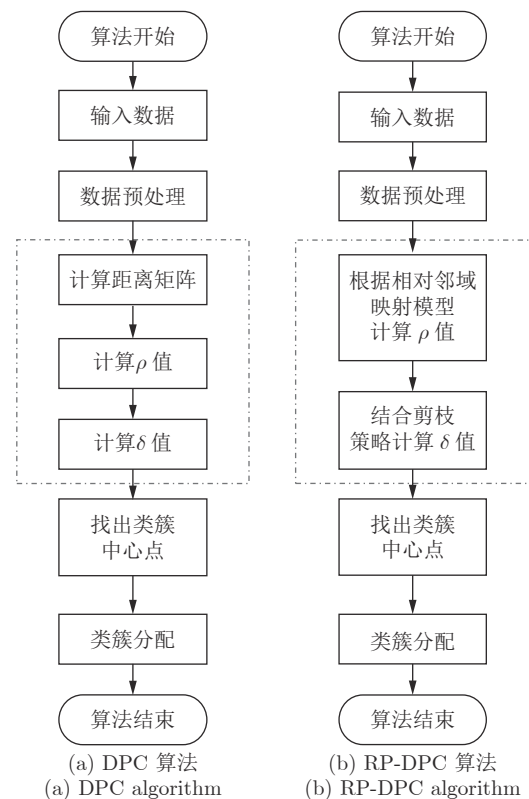 算法开始
输入数据
数据预处理
计算距离矩阵
计算ρ 值
计算δ 值
找出类簇
中心点
类簇分配
算法结束
(a) DPC 算法
(a) DPC algorithm
算法开始
输入数据
数据预处理
根据相对邻域
映射模型
计算 ρ 值
结合剪枝
策略计算 δ 值
找出类簇
中心点
类簇分配
算法结束
(b) RP-DPC 算法
(b) RP-DPC algorithm